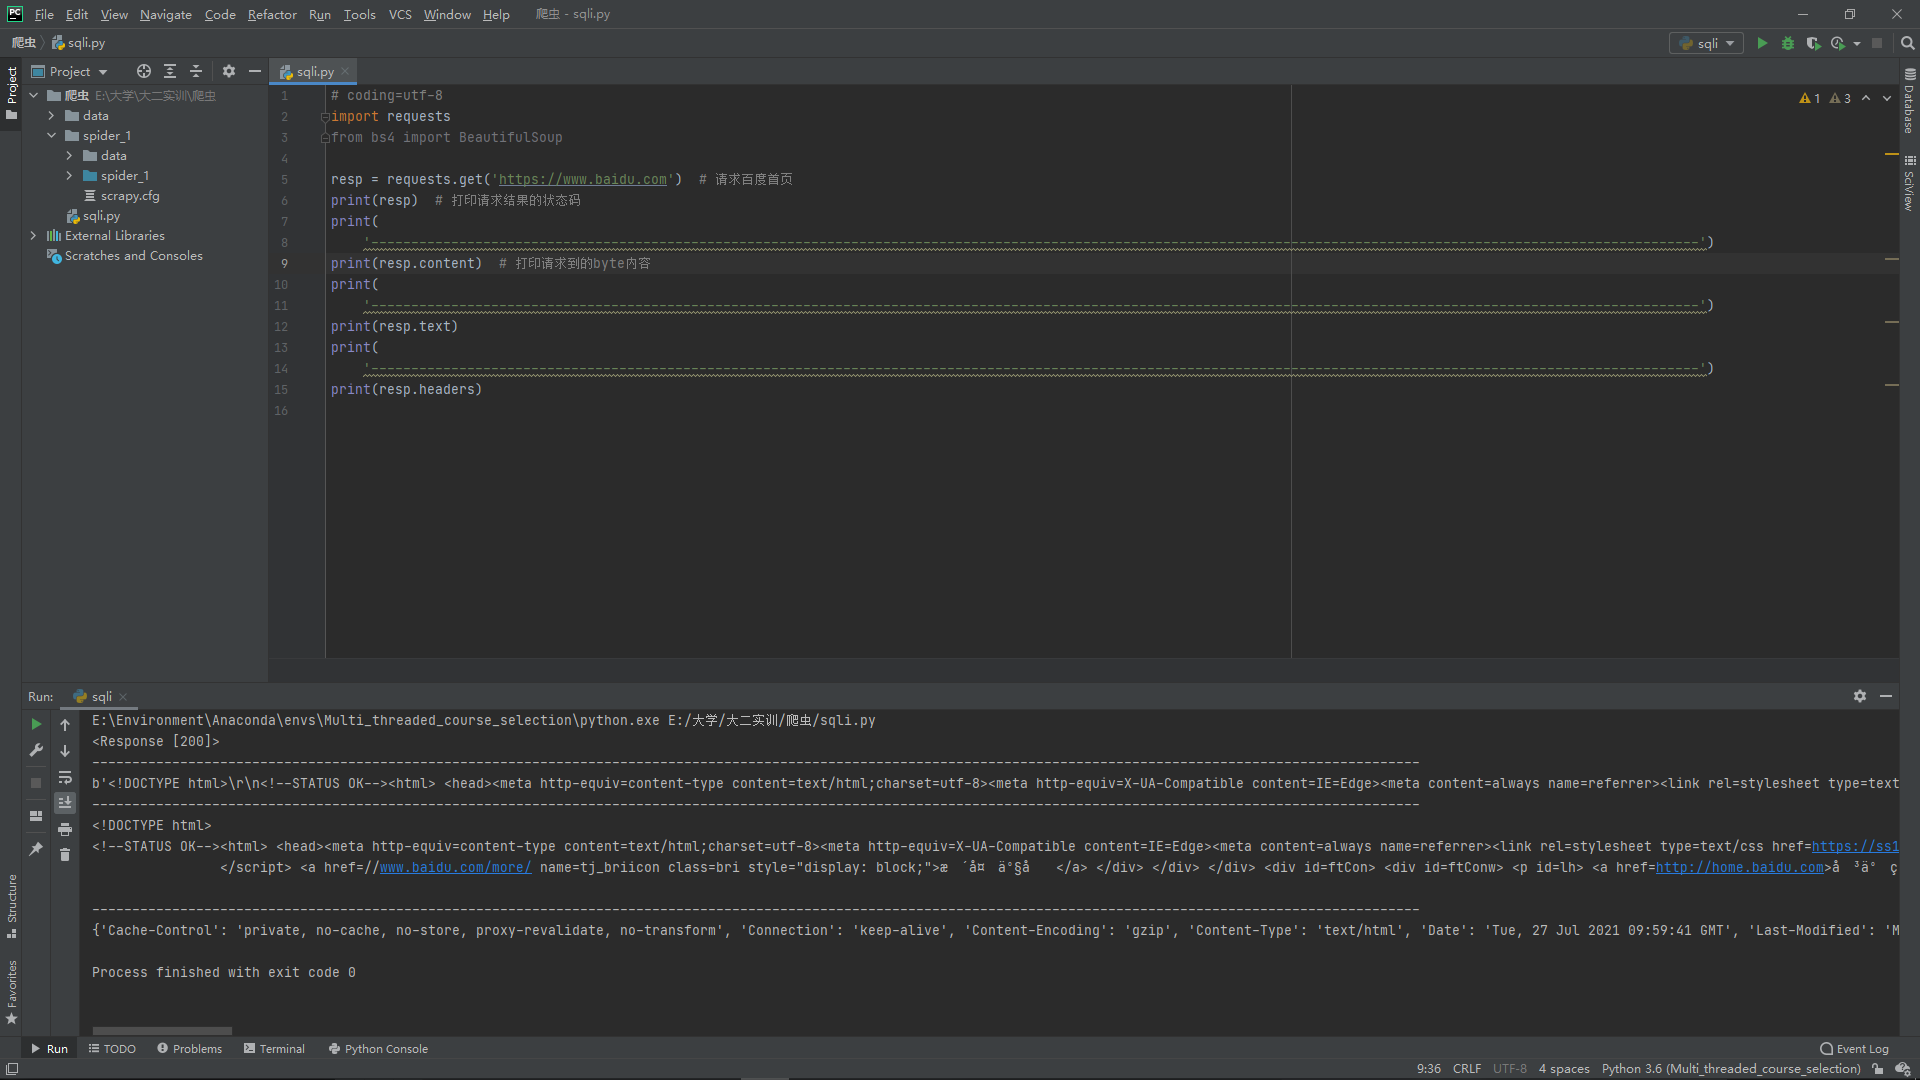 File Edit View Navigate Code Refactor Run Tools VCS Window Help 爬虫 - sqli.py
爬虫 sqli.py
sqli
Project
sqli.py
爬虫 E:\大学\大二实训\爬虫
data
spider_1
data
spider_1
scrapy.cfg
sqli.py
External Libraries
Scratches and Consoles
Project
Structure
Favorites
Database
SciView
1 3
1 # coding=utf-8
2 import requests
3 from bs4 import BeautifulSoup
4
5 resp = requests.get('https://www.baidu.com')  # 请求百度首页
6 print(resp)  # 打印请求结果的状态码
7 print(
8 '----------------------------------------------------------------------------------------------------------------------------------------------------------------------')
9 print(resp.content)  # 打印请求到的byte内容
10 print(
11 '----------------------------------------------------------------------------------------------------------------------------------------------------------------------')
12 print(resp.text)
13 print(
14 '----------------------------------------------------------------------------------------------------------------------------------------------------------------------')
15 print(resp.headers)
16
Run: sqli
E:\Environment\Anaconda\envs\Multi_threaded_course_selection\python.exe E:/大学/大二实训/爬虫/sqli.py
<Response [200]>
----------------------------------------------------------------------------------------------------------------------------------------------------------------------
b'<!DOCTYPE html>\r\n<!--STATUS OK--><html> <head><meta http-equiv=content-type content=text/html;charset=utf-8><meta http-equiv=X-UA-Compatible content=IE=Edge><meta content=always name=referrer><link rel=stylesheet type=text
----------------------------------------------------------------------------------------------------------------------------------------------------------------------
<!DOCTYPE html>
<!--STATUS OK--><html> <head><meta http-equiv=content-type content=text/html;charset=utf-8><meta http-equiv=X-UA-Compatible content=IE=Edge><meta content=always name=referrer><link rel=stylesheet type=text/css href=https://ss1
</script> <a href=//www.baidu.com/more/ name=tj_briicon class=bri style="display: block;">æ ´å¤ äº§å </a> </div> </div> </div> <div id=ftCon> <div id=ftConw> <p id=lh> <a href=http://home.baidu.com>å ³äº ç
----------------------------------------------------------------------------------------------------------------------------------------------------------------------
{'Cache-Control': 'private, no-cache, no-store, proxy-revalidate, no-transform', 'Connection': 'keep-alive', 'Content-Encoding': 'gzip', 'Content-Type': 'text/html', 'Date': 'Tue, 27 Jul 2021 09:59:41 GMT', 'Last-Modified': 'M
Process finished with exit code 0
Run TODO Problems Terminal Python Console Event Log
9:36 CRLF UTF-8 4 spaces Python 3.6 (Multi_threaded_course_selection)